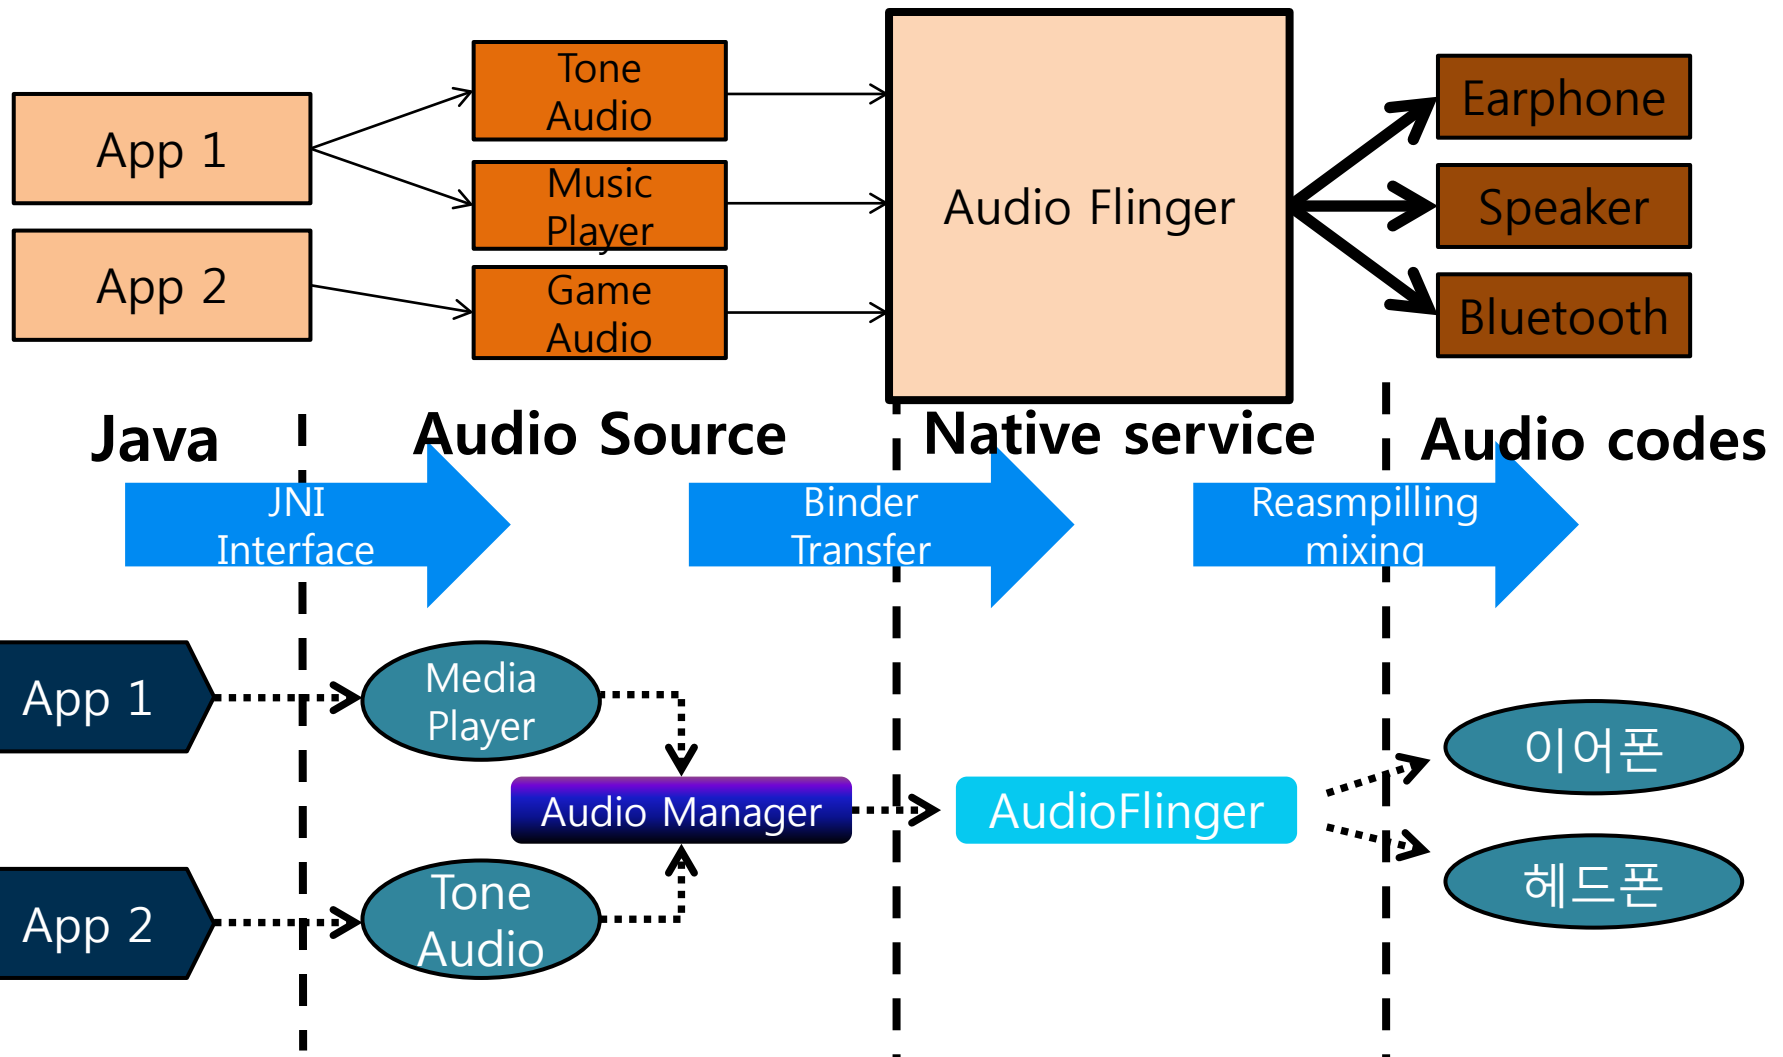 App 1
App 2
Tone
Audio
Music
Player
Game
Audio
Audio Flinger
Earphone
Speaker
Bluetooth
Java
Audio Source
Native service
Audio codes
JNI
Interface
Binder
Transfer
Reasmpilling
mixing
App 1
App 2
Media
Player
Tone
Audio
Audio Manager
AudioFlinger
이어폰
헤드폰